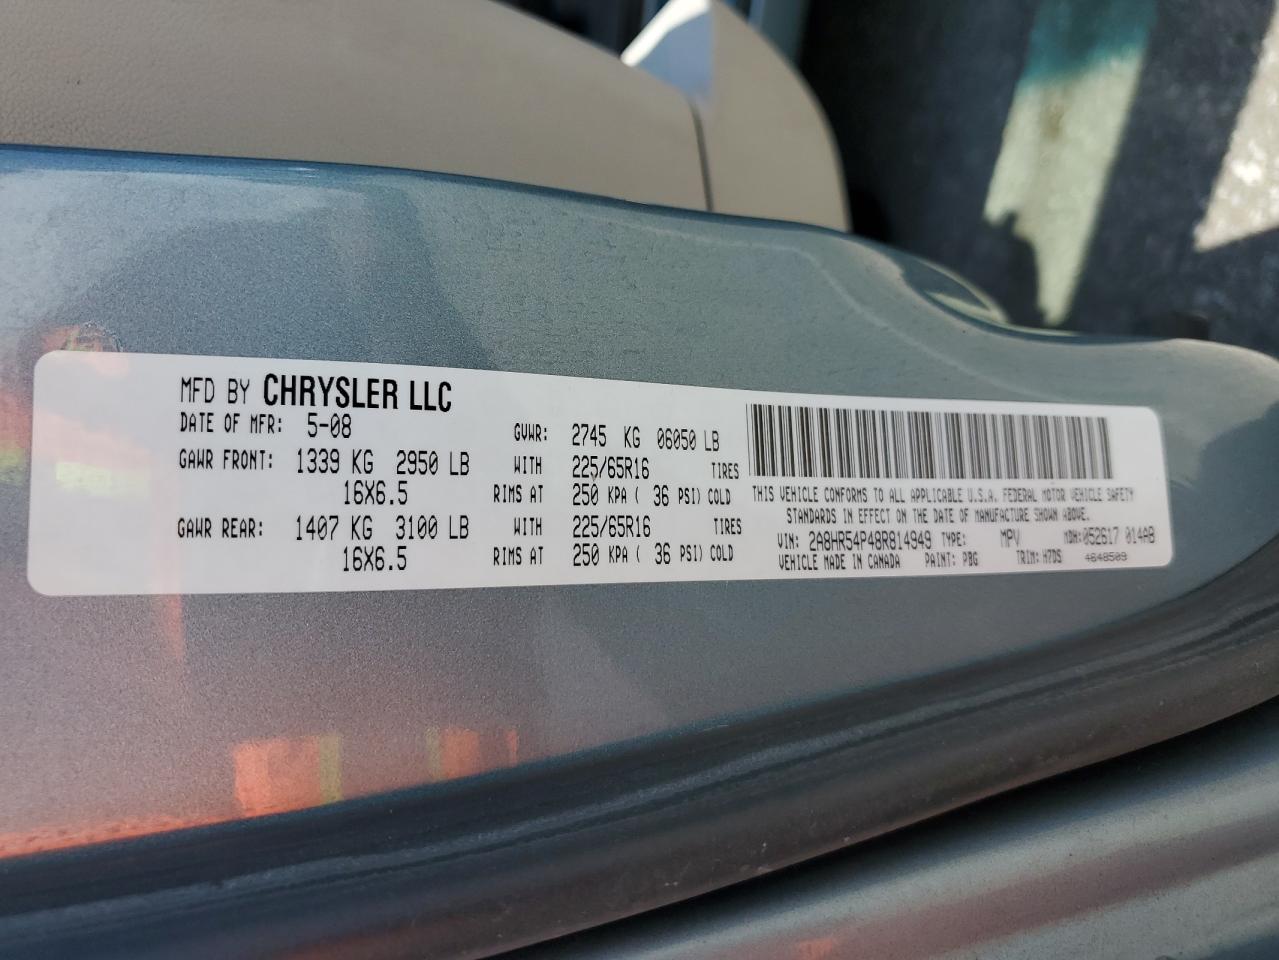 MFD BY CHRYSLER LLC
DATE OF MFR: 5-08 GVWR: 2745 KG 06050 LB
GAWR FRONT: 1339 KG 2950 LB WITH 225/65R16 TIRES
16X6.5 RIMS AT 250 KPA ( 36 PSI) COLD
GAWR REAR: 1407 KG 3100 LB WITH 225/65R16 TIRES
16X6.5 RIMS AT 250 KPA ( 36 PSI) COLD
THIS VEHICLE CONFORMS TO ALL APPLICABLE U.S.A. FEDERAL MOTOR VEHICLE SAFETY
STANDARDS IN EFFECT ON THE DATE OF MANUFACTURE SHOWN ABOVE.
VIN: 2A8HR54P48R814949 TYPE: MPV MDH: 052617 014AB
VEHICLE MADE IN CANADA PAINT: PBG TRIM: H7DS 4648509